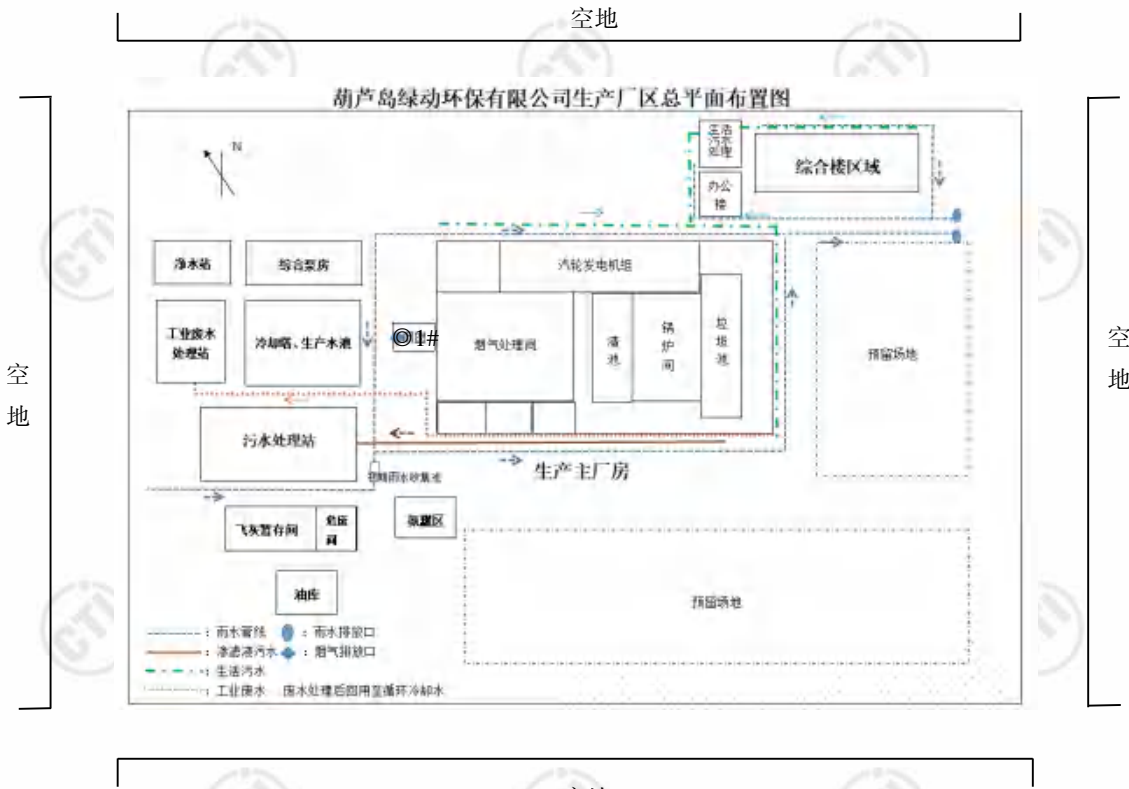 空地
葫芦岛绿动环保有限公司生产厂区总平面布置图
N
生活
污水
处理
综合楼区域
办公
楼
净水站
综合泵房
汽轮发电机组
工业废水
处理站
冷却塔、生产水池
◎1#
烟气处理间
渣
池
锅
炉
间
垃
圾
池
预留场地
空
地
空
地
污水处理站
初期雨水收集池
生产主厂房
飞灰暂存间
危废
间
氨罐区
油库
预留场地
:雨水管线
:雨水排放口
:渗滤液污水
:烟气排放口
:生活污水
:工业废水
废水处理后回用至循环冷却水
CTI
CTI
CTI
CTI
CTI
CTI
CTI